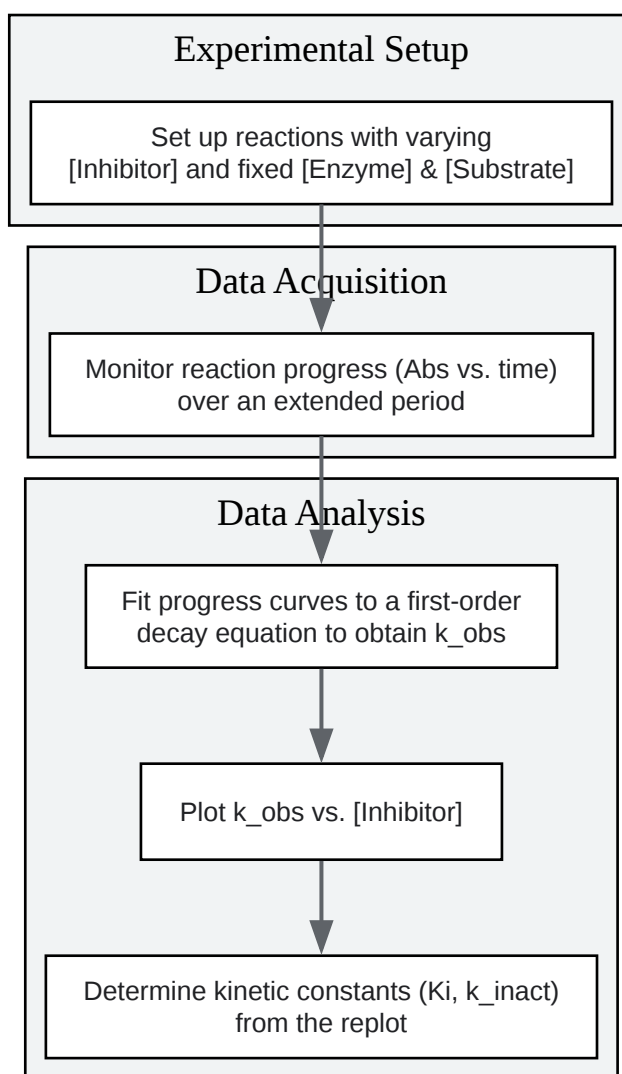 Experimental Setup
Set up reactions with varying
[Inhibitor] and fixed [Enzyme] & [Substrate]
Data Acquisition
Monitor reaction progress (Abs vs. time)
over an extended period
Data Analysis
Fit progress curves to a first-order
decay equation to obtain k_obs
Plot k_obs vs. [Inhibitor]
Determine kinetic constants (Ki, k_inact)
from the replot